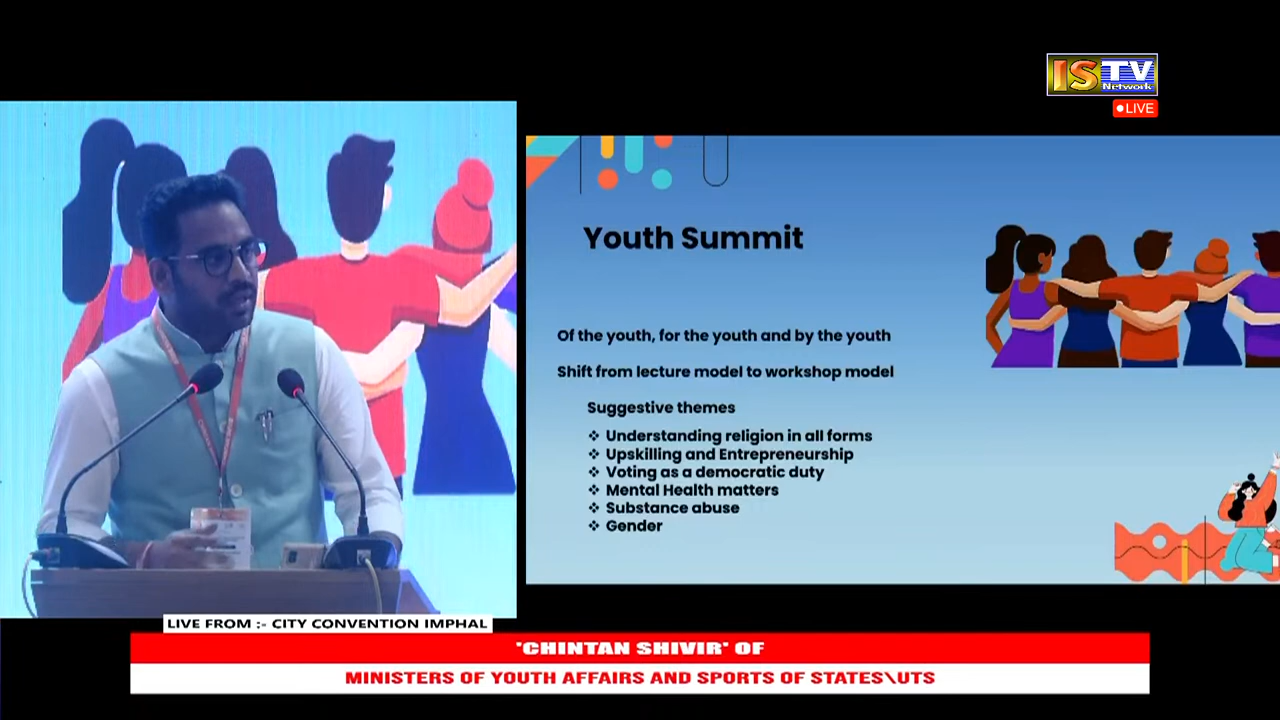 ISTV
Network
LIVE
Youth Summit
Of the youth, for the youth and by the youth
Shift from lecture model to workshop model
Suggestive themes
❖ Understanding religion in all forms
❖ Upskilling and Entrepreneurship
❖ Voting as a democratic duty
❖ Mental Health matters
❖ Substance abuse
❖ Gender
LIVE FROM :- CITY CONVENTION IMPHAL
'CHINTAN SHIVIR' OF
MINISTERS OF YOUTH AFFAIRS AND SPORTS OF STATES\UTS